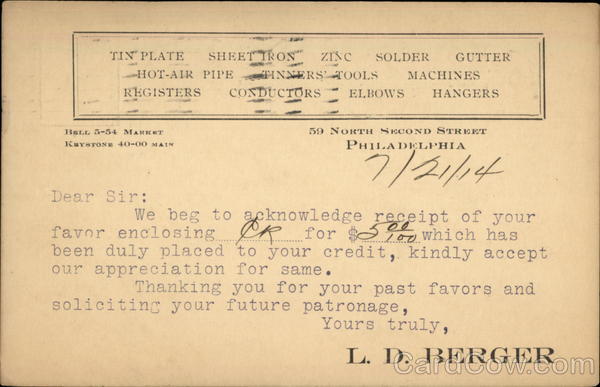 TIN PLATE SHEET IRON ZINC SOLDER GUTTER
HOT-AIR PIPE TINNERS' TOOLS MACHINES
REGISTERS CONDUCTORS ELBOWS HANGERS
BELL 5-54 MARKET
KEYSTONE 40-00 MAIN
59 NORTH SECOND STREET
PHILADELPHIA
7/21/14
Dear Sir:
We beg to acknowledge receipt of your
favor enclosing CK for $5 00/100 which has
been duly placed to your credit, kindly accept
our appreciation for same.
Thanking you for your past favors and
soliciting your future patronage,
Yours truly,
L. D. BERGER
CardCow.com